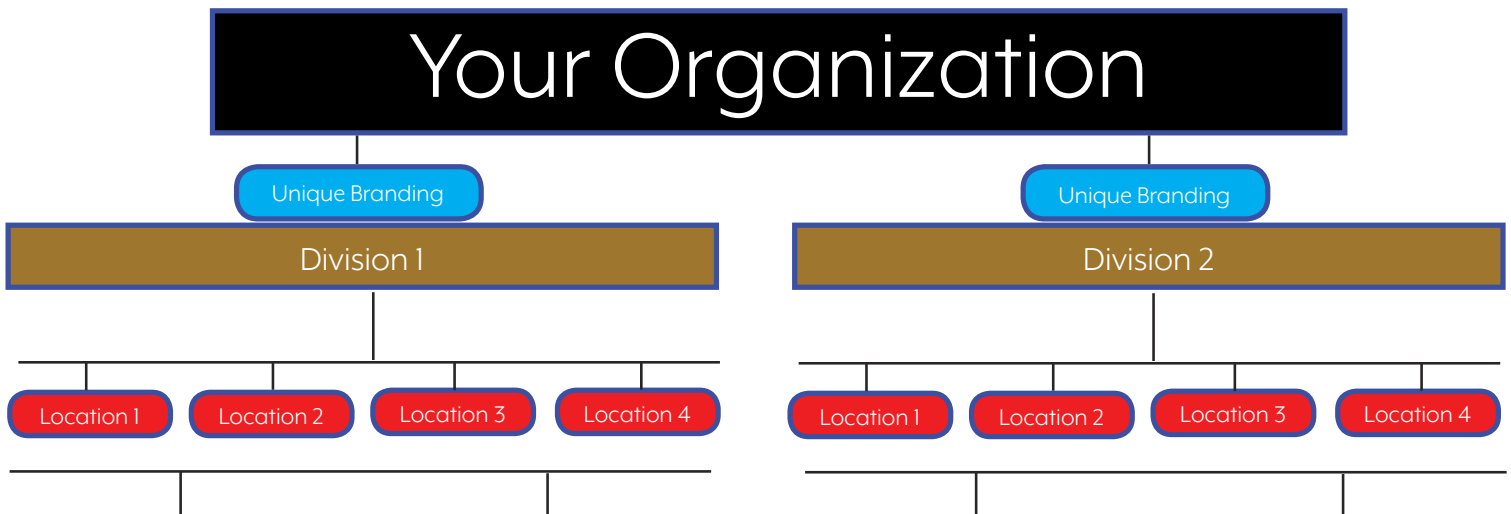 Your Organization
Unique Branding
Unique Branding
Division 1
Division 2
Location 1
Location 2
Location 3
Location 4
Location 1
Location 2
Location 3
Location 4